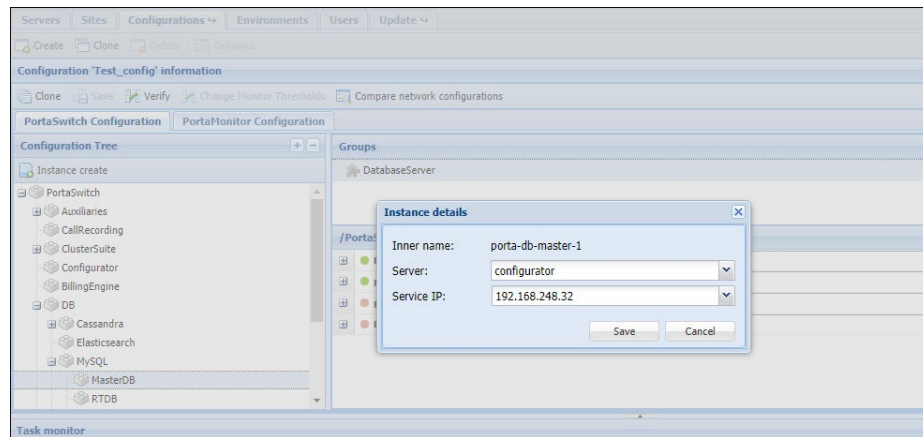 Servers Sites Configurations Environments Users Update
Create Clone Delete Compare
Configuration 'Test_config' information
Clone Save Verify Change Monitor Thresholds Compare network configurations
PortaSwitch Configuration PortaMonitor Configuration
Configuration Tree
Groups
Instance create
DatabaseServer
PortaSwitch
Auxiliaries
CallRecording
ClusterSuite
Configurator
BillingEngine
DB
Cassandra
Elasticsearch
MySQL
MasterDB
RTDB
/PortaS
Instance details
Inner name: porta-db-master-1
Server: configurator
Service IP: 192.168.248.32
Save Cancel
Task monitor